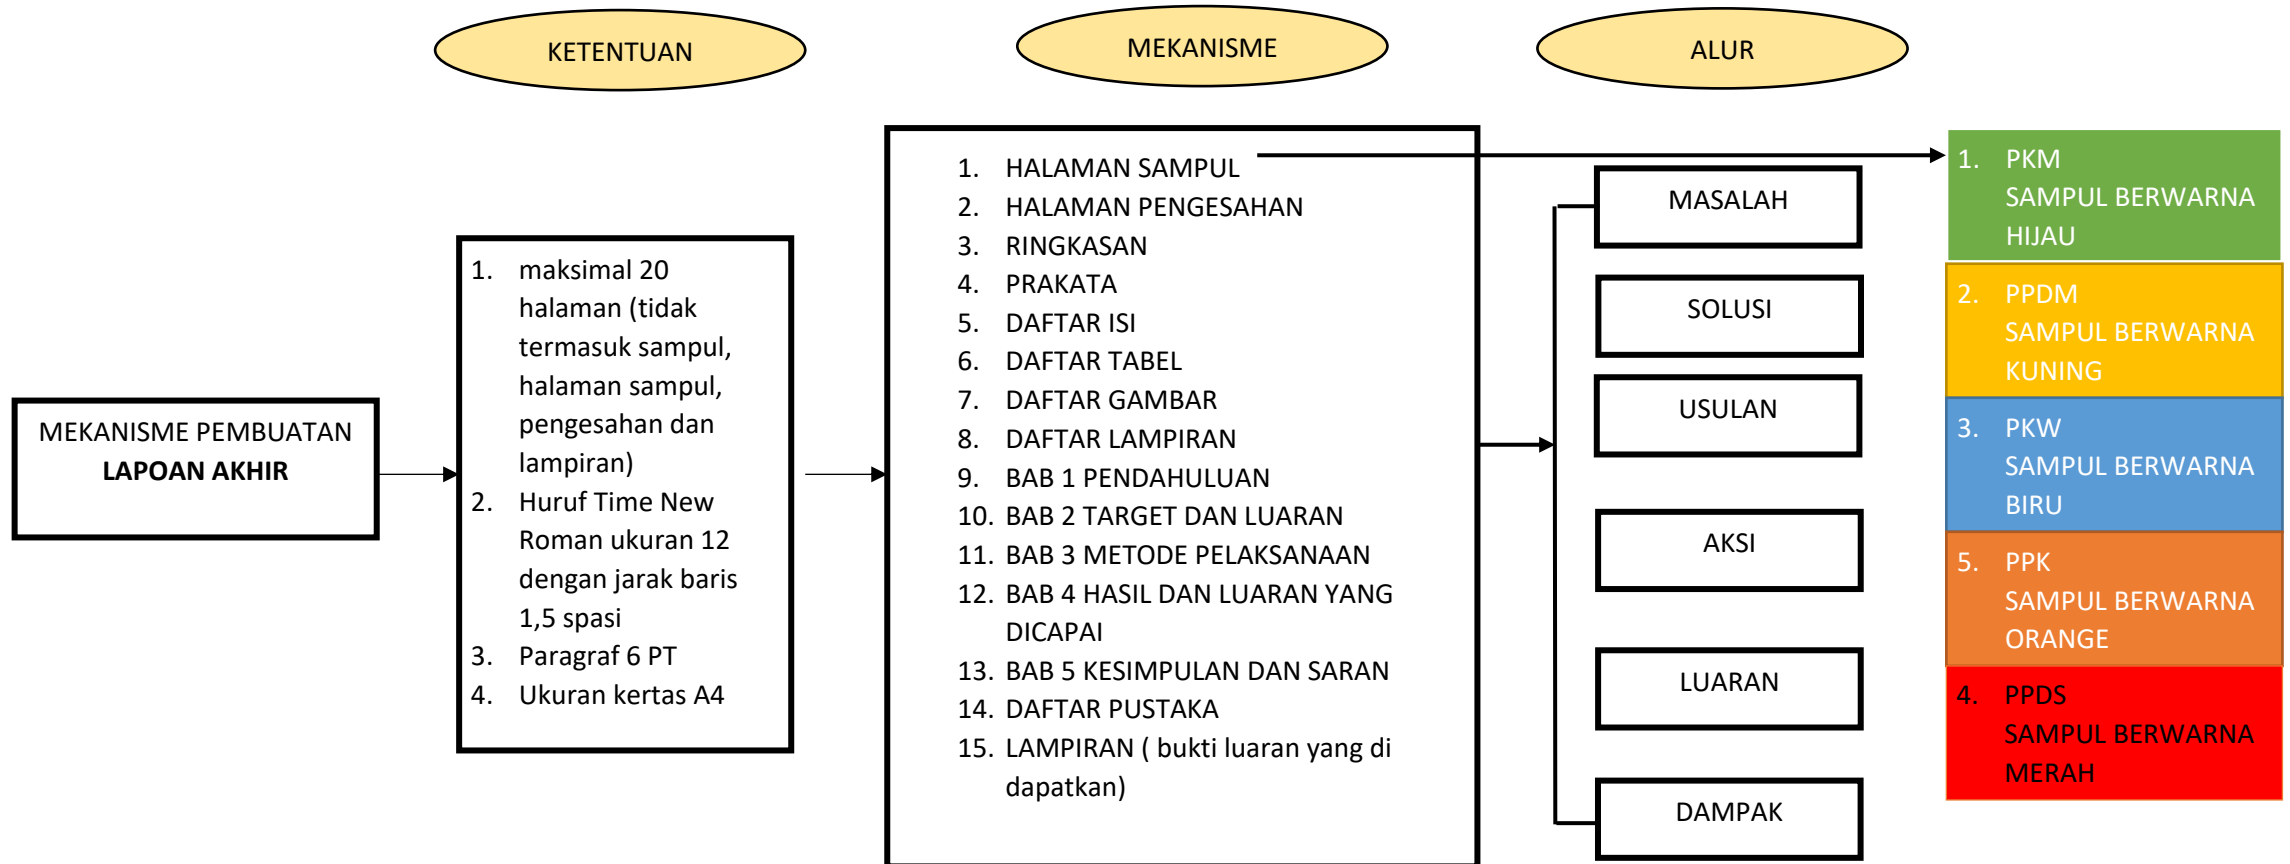 KETENTUAN
MEKANISME
ALUR
MEKANISME PEMBUATAN
LAPOAN AKHIR
1. maksimal 20
halaman (tidak
termasuk sampul,
halaman sampul,
pengesahan dan
lampiran)
2. Huruf Time New
Roman ukuran 12
dengan jarak baris
1,5 spasi
3. Paragraf 6 PT
4. Ukuran kertas A4
1. HALAMAN SAMPUL
2. HALAMAN PENGESAHAN
3. RINGKASAN
4. PRAKATA
5. DAFTAR ISI
6. DAFTAR TABEL
7. DAFTAR GAMBAR
8. DAFTAR LAMPIRAN
9. BAB 1 PENDAHULUAN
10. BAB 2 TARGET DAN LUARAN
11. BAB 3 METODE PELAKSANAAN
12. BAB 4 HASIL DAN LUARAN YANG
DICAPAI
13. BAB 5 KESIMPULAN DAN SARAN
14. DAFTAR PUSTAKA
15. LAMPIRAN ( bukti luaran yang di
dapatkan)
MASALAH
SOLUSI
USULAN
AKSI
LUARAN
DAMPAK
1. PKM
SAMPUL BERWARNA
HIJAU
2. PPDM
SAMPUL BERWARNA
KUNING
3. PKW
SAMPUL BERWARNA
BIRU
5. PPK
SAMPUL BERWARNA
ORANGE
4. PPDS
SAMPUL BERWARNA
MERAH